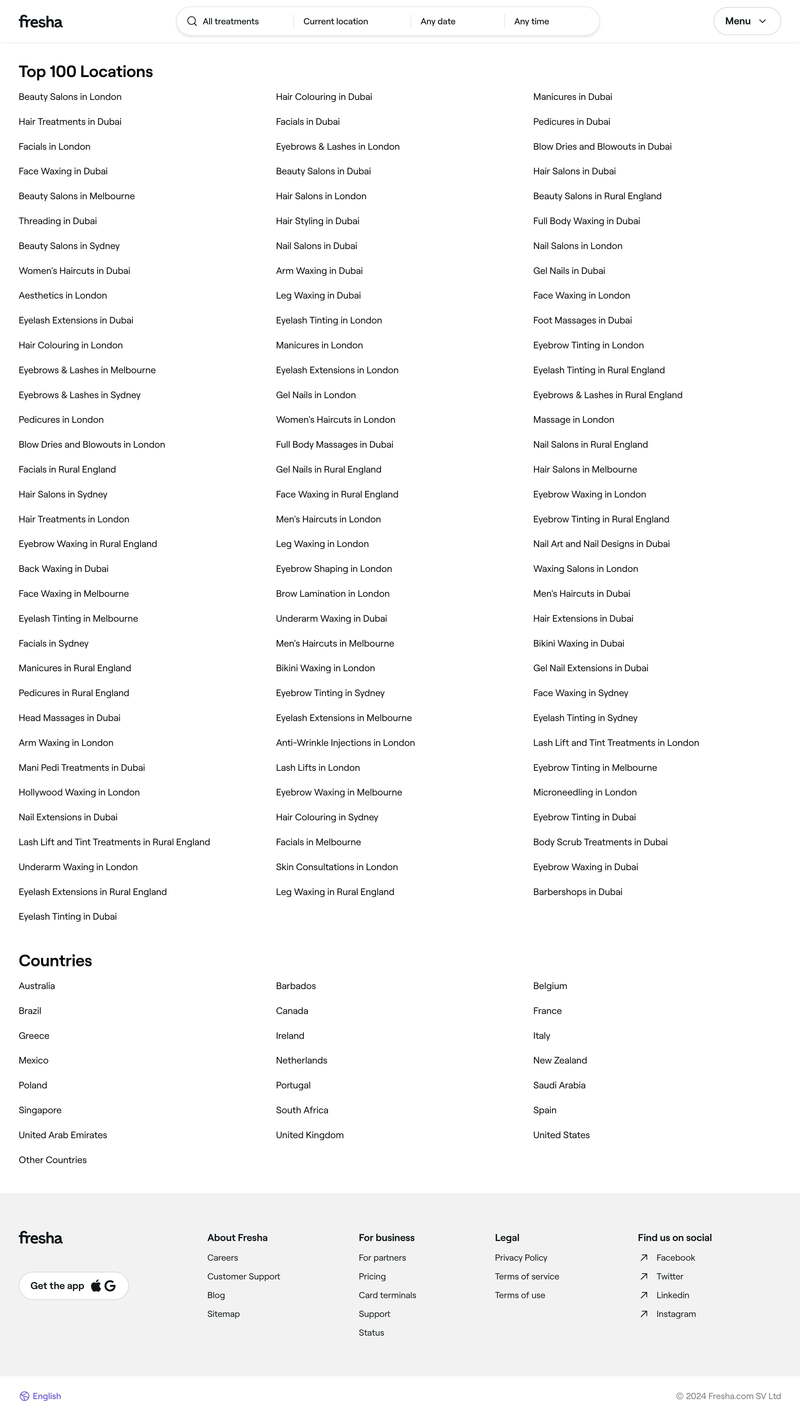 fresha
All treatments
Current location
Any date
Any time
Menu
Top 100 Locations
Beauty Salons in London
Hair Colouring in Dubai
Manicures in Dubai
Hair Treatments in Dubai
Facials in Dubai
Pedicures in Dubai
Facials in London
Eyebrows & Lashes in London
Blow Dries and Blowouts in Dubai
Face Waxing in Dubai
Beauty Salons in Dubai
Hair Salons in Dubai
Beauty Salons in Melbourne
Hair Salons in London
Beauty Salons in Rural England
Threading in Dubai
Hair Styling in Dubai
Full Body Waxing in Dubai
Beauty Salons in Sydney
Nail Salons in Dubai
Nail Salons in London
Women's Haircuts in Dubai
Arm Waxing in Dubai
Gel Nails in Dubai
Aesthetics in London
Leg Waxing in Dubai
Face Waxing in London
Eyelash Extensions in Dubai
Eyelash Tinting in London
Foot Massages in Dubai
Hair Colouring in London
Manicures in London
Eyebrow Tinting in London
Eyebrows & Lashes in Melbourne
Eyelash Extensions in London
Eyelash Tinting in Rural England
Eyebrows & Lashes in Sydney
Gel Nails in London
Eyebrows & Lashes in Rural England
Pedicures in London
Women's Haircuts in London
Massage in London
Blow Dries and Blowouts in London
Full Body Massages in Dubai
Nail Salons in Rural England
Facials in Rural England
Gel Nails in Rural England
Hair Salons in Melbourne
Hair Salons in Sydney
Face Waxing in Rural England
Eyebrow Waxing in London
Hair Treatments in London
Men's Haircuts in London
Eyebrow Tinting in Rural England
Eyebrow Waxing in Rural England
Leg Waxing in London
Nail Art and Nail Designs in Dubai
Back Waxing in Dubai
Eyebrow Shaping in London
Waxing Salons in London
Face Waxing in Melbourne
Brow Lamination in London
Men's Haircuts in Dubai
Eyelash Tinting in Melbourne
Underarm Waxing in Dubai
Hair Extensions in Dubai
Facials in Sydney
Men's Haircuts in Melbourne
Bikini Waxing in Dubai
Manicures in Rural England
Bikini Waxing in London
Gel Nail Extensions in Dubai
Pedicures in Rural England
Eyebrow Tinting in Sydney
Face Waxing in Sydney
Head Massages in Dubai
Eyelash Extensions in Melbourne
Eyelash Tinting in Sydney
Arm Waxing in London
Anti-Wrinkle Injections in London
Lash Lift and Tint Treatments in London
Mani Pedi Treatments in Dubai
Lash Lifts in London
Eyebrow Tinting in Melbourne
Hollywood Waxing in London
Eyebrow Waxing in Melbourne
Microneedling in London
Nail Extensions in Dubai
Hair Colouring in Sydney
Eyebrow Tinting in Dubai
Lash Lift and Tint Treatments in Rural England
Facials in Melbourne
Body Scrub Treatments in Dubai
Underarm Waxing in London
Skin Consultations in London
Eyebrow Waxing in Dubai
Eyelash Extensions in Rural England
Leg Waxing in Rural England
Barbershops in Dubai
Eyelash Tinting in Dubai
Countries
Australia
Barbados
Belgium
Brazil
Canada
France
Greece
Ireland
Italy
Mexico
Netherlands
New Zealand
Poland
Portugal
Saudi Arabia
Singapore
South Africa
Spain
United Arab Emirates
United Kingdom
United States
Other Countries
fresha
Get the app
About Fresha
Careers
Customer Support
Blog
Sitemap
For business
For partners
Pricing
Card terminals
Support
Status
Legal
Privacy Policy
Terms of service
Terms of use
Find us on social
Facebook
Twitter
Linkedin
Instagram
English
© 2024 Fresha.com SV Ltd